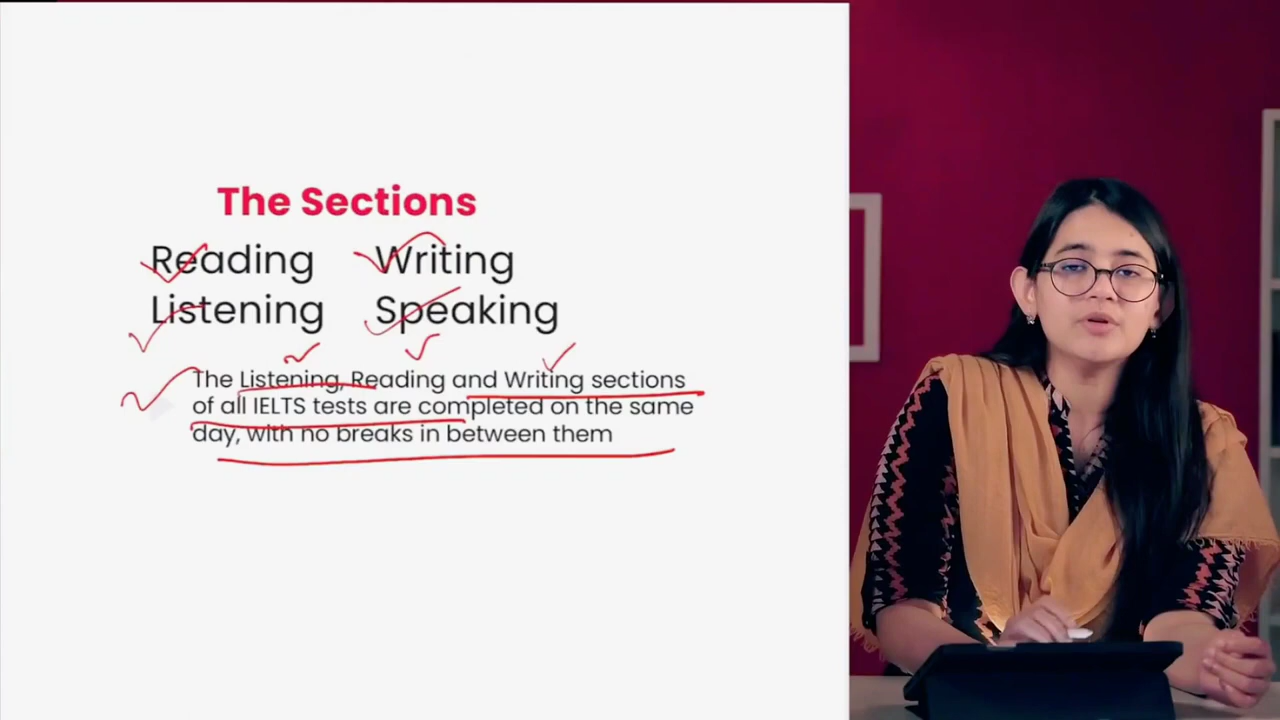 The Sections
Reading Writing
Listening Speaking
The Listening, Reading and Writing sections
of all IELTS tests are completed on the same
day, with no breaks in between them